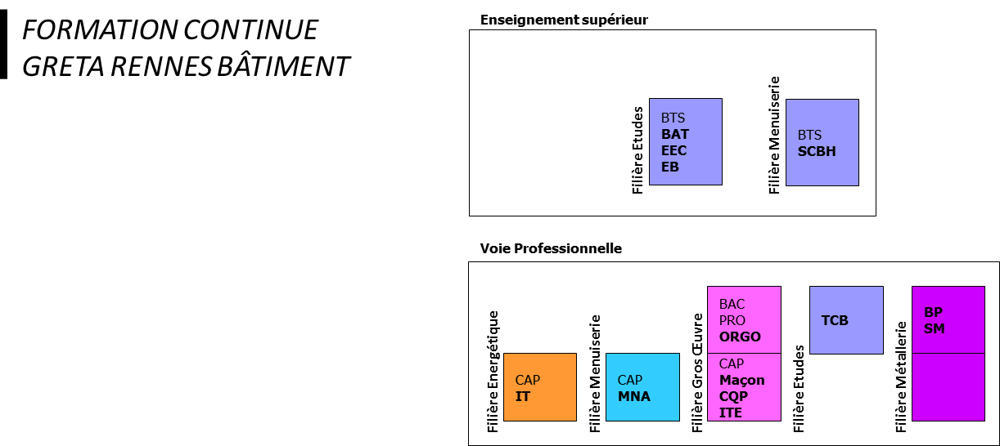 FORMATION CONTINUE
GRETA RENNES BÂTIMENT
Enseignement supérieur
Filière Etudes
BTS
BAT
EEC
EB
Filière Menuiserie
BTS
SCBH
Voie Professionnelle
Filière Energétique
CAP
IT
Filière Menuiserie
CAP
MNA
Filière Gros Œuvre
BAC
PRO
ORGO
CAP
Maçon
CQP
ITE
Filière Etudes
TCB
Filière Métallerie
BP
SM